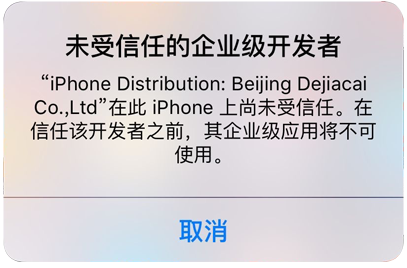 未受信任的企业级开发者
“iPhone Distribution: Beijing Dejiacai
Co.,Ltd”在此 iPhone 上尚未受信任。在
信任该开发者之前，其企业级应用将不可
使用。
取消